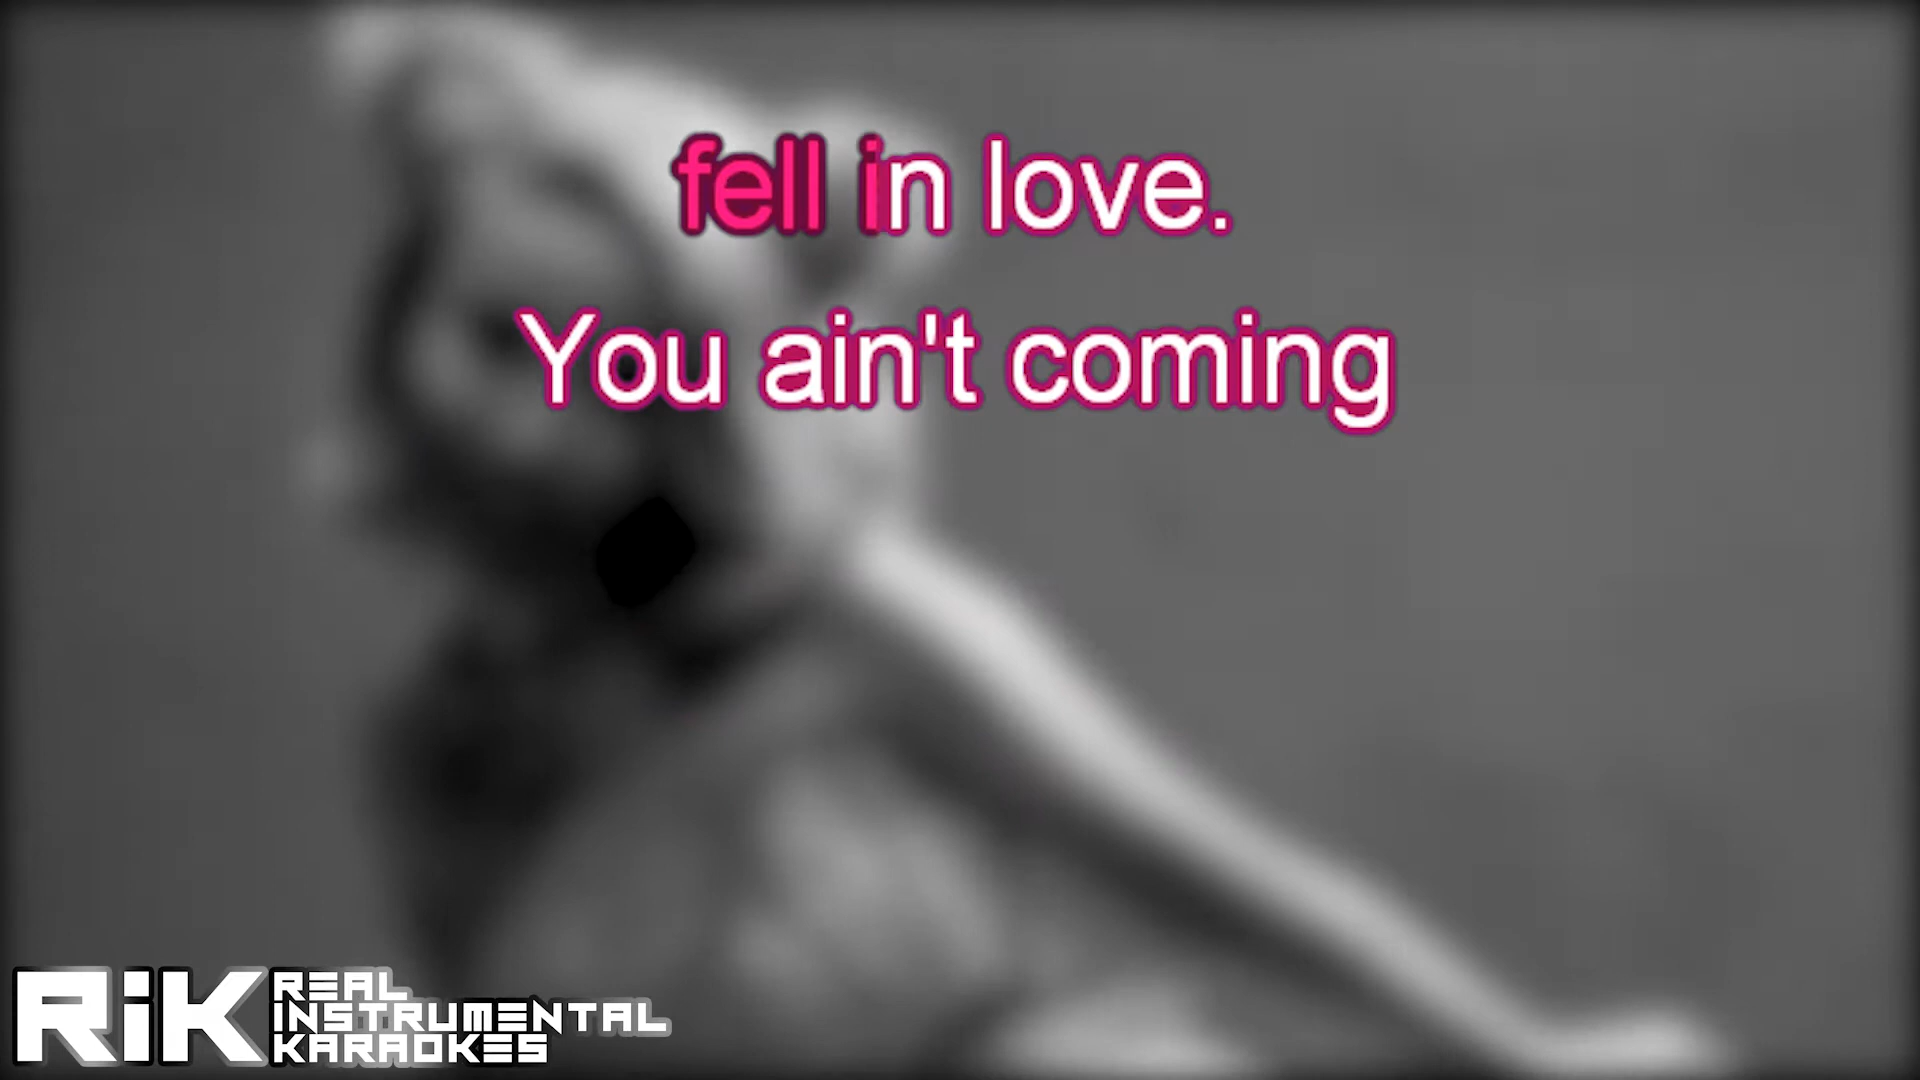 fell in love.
You ain't coming
RiK
REAL
INSTRUMENTAL
KARAOKES